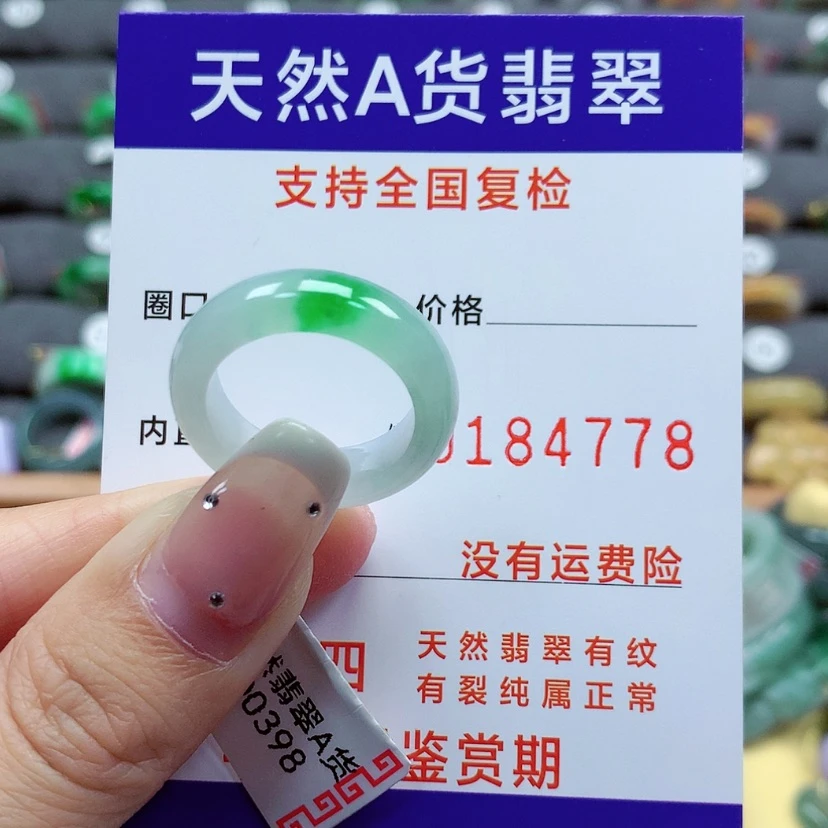 天然A货翡翠
支持全国复检
圈口
价格
内
184778
没有运费险
四
天然翡翠有纹
有裂纯属正常
鉴赏期
翡翠A货
0398